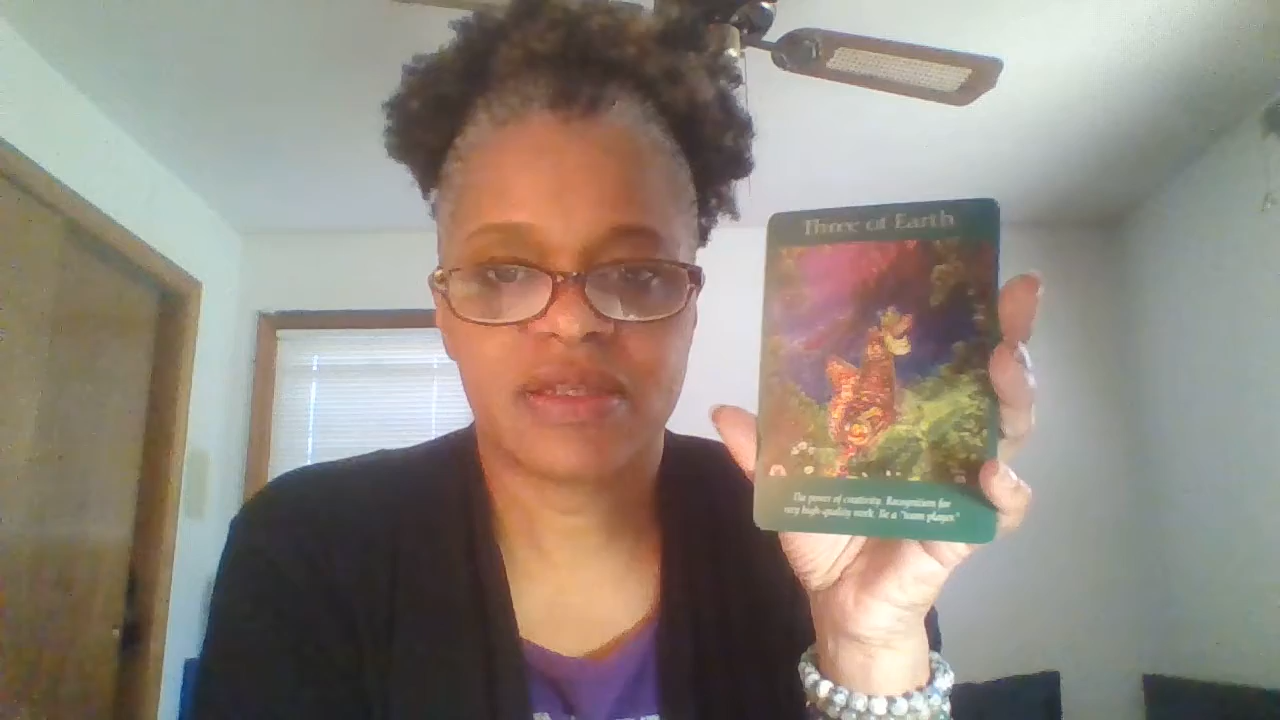 Three of Earth
The power of creativity. Recognition for
very high-quality work. Be a "team player."